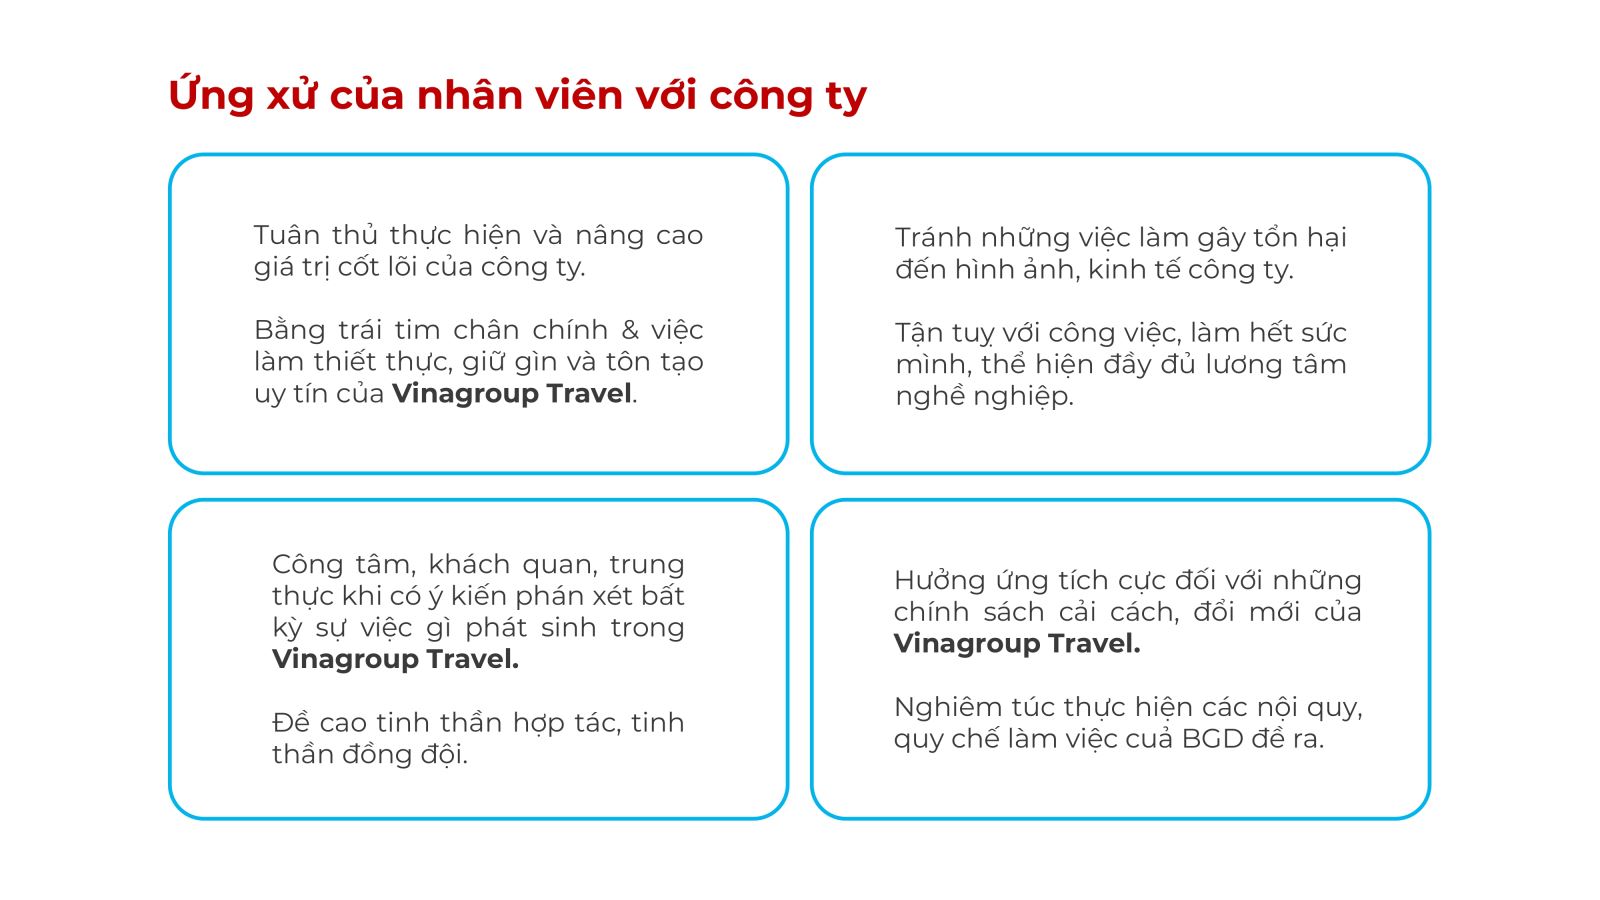 Ứng xử của nhân viên với công ty
Tuân thủ thực hiện và nâng cao
giá trị cốt lõi của công ty.
Bằng trái tim chân chính & việc
làm thiết thực, giữ gìn và tôn tạo
uy tín của Vinagroup Travel.
Tránh những việc làm gây tổn hại
đến hình ảnh, kinh tế công ty.
Tận tuỵ với công việc, làm hết sức
mình, thể hiện đầy đủ lương tâm
nghề nghiệp.
Công tâm, khách quan, trung
thực khi có ý kiến phán xét bất
kỳ sự việc gì phát sinh trong
Vinagroup Travel.
Đề cao tinh thần hợp tác, tinh
thần đồng đội.
Hưởng ứng tích cực đối với những
chính sách cải cách, đổi mới của
Vinagroup Travel.
Nghiêm túc thực hiện các nội quy,
quy chế làm việc cuả BGD đề ra.